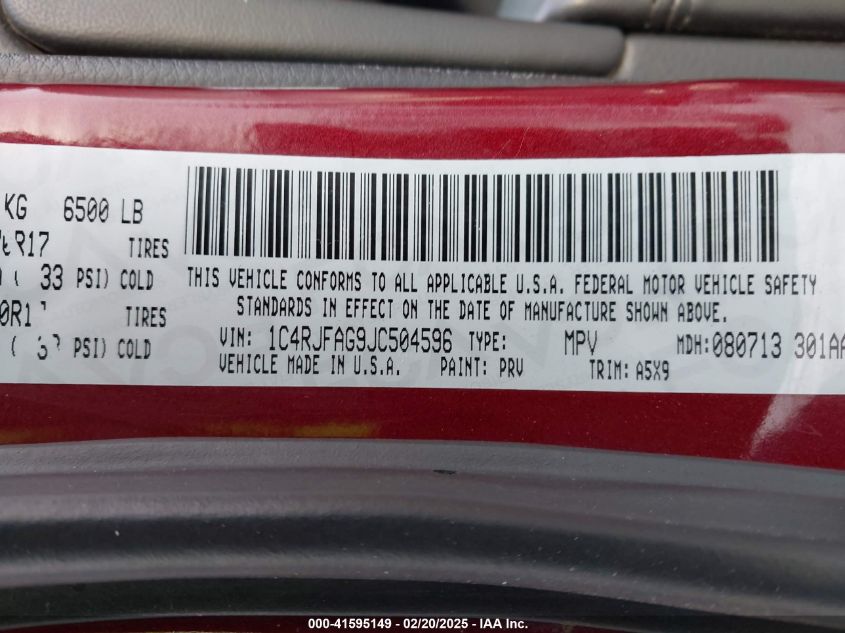 KG 6500 LB
R17 TIRES
( 33 PSI) COLD
TIRES
( PSI) COLD
THIS VEHICLE CONFORMS TO ALL APPLICABLE U.S.A. FEDERAL MOTOR VEHICLE SAFETY
STANDARDS IN EFFECT ON THE DATE OF MANUFACTURE SHOWN ABOVE.
VIN: 1C4RJFAG9JC504596 TYPE: MPV MDH:080713 301AA
VEHICLE MADE IN U.S.A. PAINT: PRV TRIM: A5X9
000-41595149 — 02/20/2025 — IAA Inc.